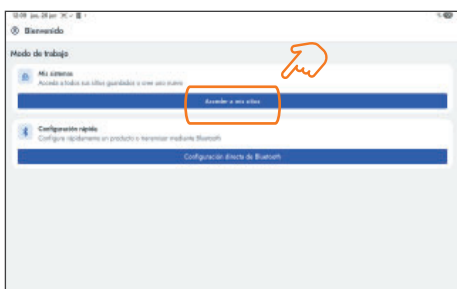 Bienvenido
Modo de trabajo
Mis sistemas
Acceda a todos sus sitios guardados o cree uno nuevo
Acceder a mis sitios
Configuración rápida
Configure rápidamente un producto o transmisor mediante Bluetooth
Configuración directa de Bluetooth